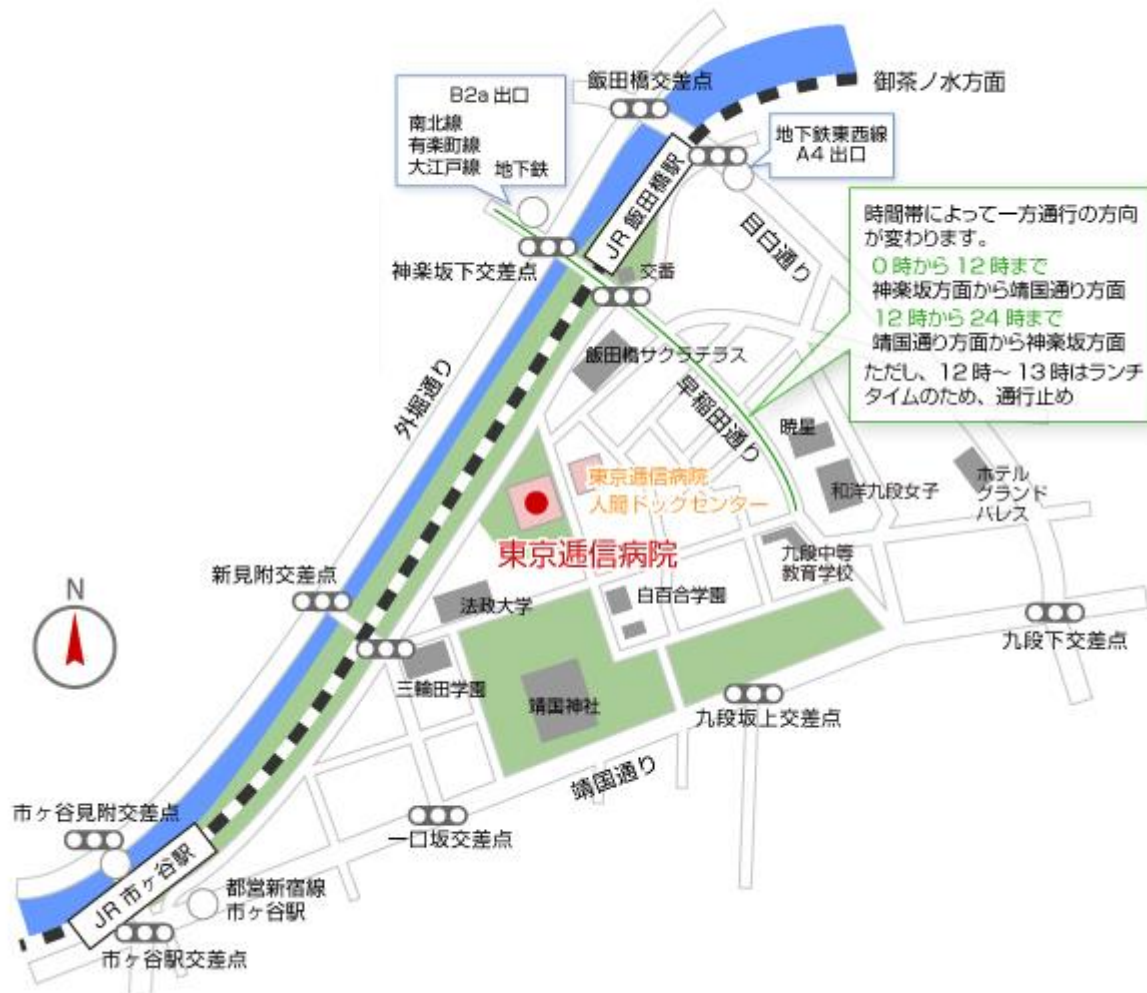 飯田橋交差点
御茶ノ水方面
B2a 出口
南北線
有楽町線
大江戸線 地下鉄
地下鉄東西線
A4 出口
JR 飯田橋駅
目白通り
時間帯によって一方通行の方向
が変わります。
0時から12時まで
神楽坂方面から靖国通り方面
12時から24時まで
靖国通り方面から神楽坂方面
ただし、12時～13時はランチ
タイムのため、通行止め
神楽坂下交差点
交番
飯田橋サクラテラス
外堀通り
早稲田通り
暁星
東京逓信病院
人間ドックセンター
和洋九段女子
ホテル
グランド
パレス
東京逓信病院
九段中等
教育学校
新見附交差点
法政大学
白百合学園
N
九段下交差点
三輪田学園
靖国神社
九段坂上交差点
靖国通り
市ヶ谷見附交差点
一口坂交差点
JR 市ヶ谷駅
都営新宿線
市ヶ谷駅
市ヶ谷駅交差点